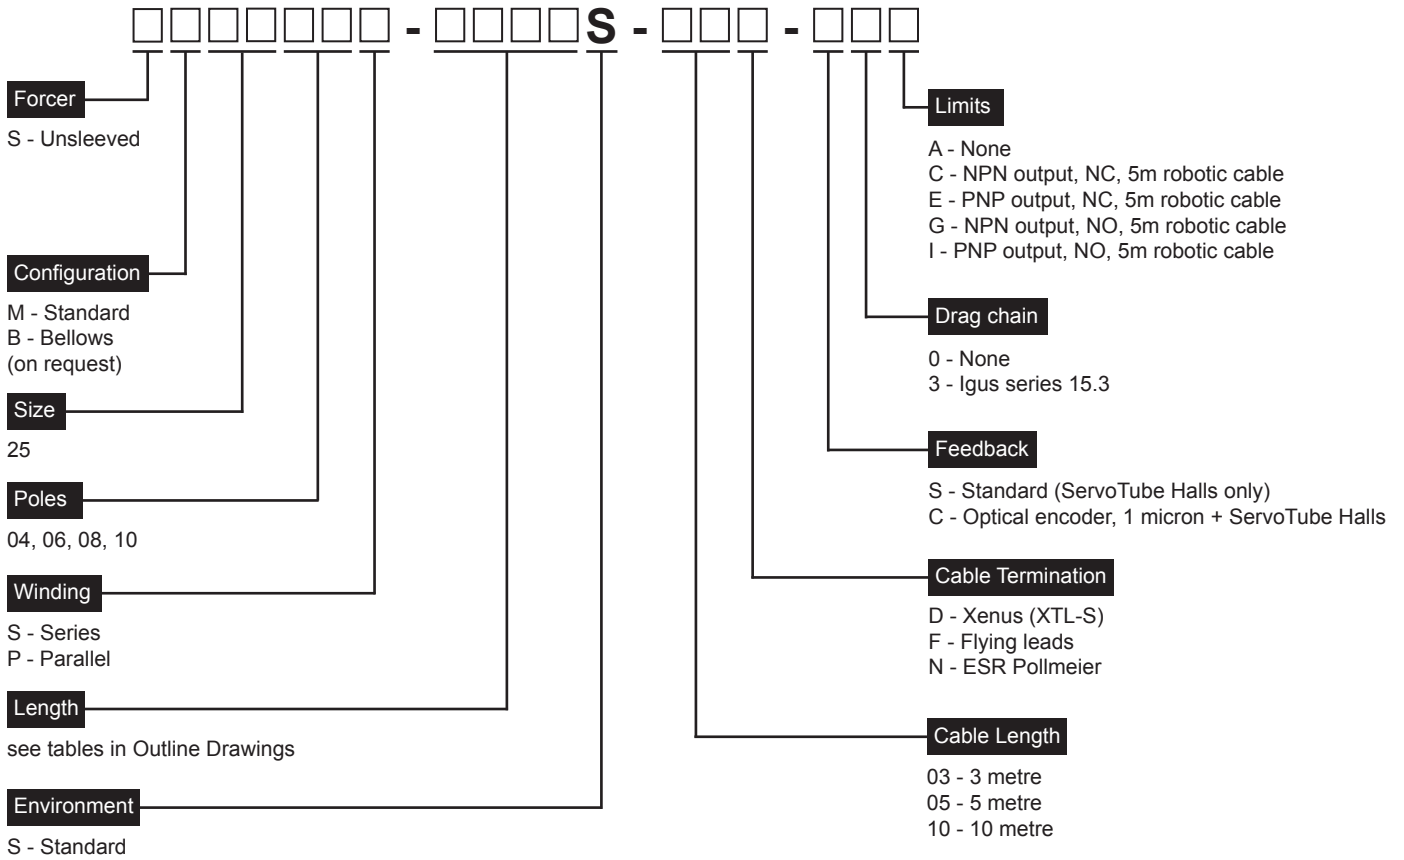 □□□□□□□ - □□□□S - □□□ - □□□
Forcer
S - Unsleeved
Configuration
M - Standard
B - Bellows
(on request)
Size
25
Poles
04, 06, 08, 10
Winding
S - Series
P - Parallel
Length
see tables in Outline Drawings
Environment
S - Standard
Limits
A - None
C - NPN output, NC, 5m robotic cable
E - PNP output, NC, 5m robotic cable
G - NPN output, NO, 5m robotic cable
I - PNP output, NO, 5m robotic cable
Drag chain
0 - None
3 - Igus series 15.3
Feedback
S - Standard (ServoTube Halls only)
C - Optical encoder, 1 micron + ServoTube Halls
Cable Termination
D - Xenus (XTL-S)
F - Flying leads
N - ESR Pollmeier
Cable Length
03 - 3 metre
05 - 5 metre
10 - 10 metre